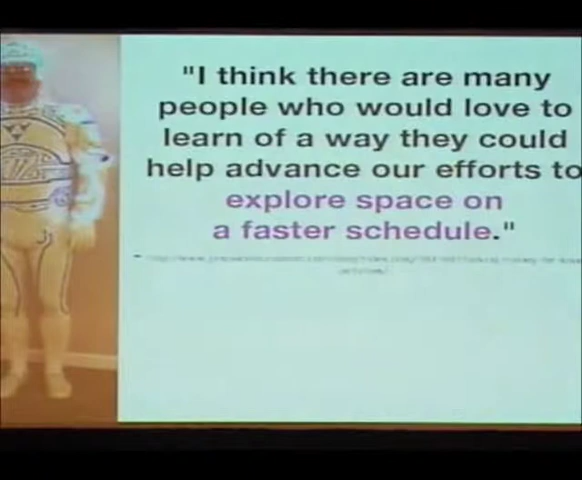 "I think there are many
people who would love to
learn of a way they could
help advance our efforts to
explore space on
a faster schedule."